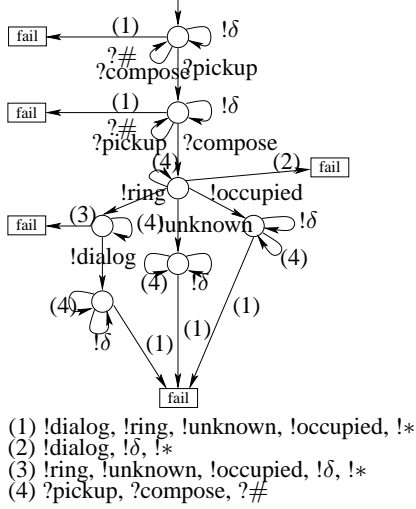 (1)
fail
!δ
?#
?compose
?pickup
(1)
fail
!δ
?#
?pickup
?compose
(4)
(2)
fail
!ring
!occupied
fail
(3)
(4)
!unknown
!δ
!dialog
(4)
(4)
!δ
(4)
!δ
(1)
(1)
(1)
fail
(1) !dialog, !ring, !unknown, !occupied, !∗
(2) !dialog, !δ, !∗
(3) !ring, !unknown, !occupied, !δ, !∗
(4) ?pickup, ?compose, ?#